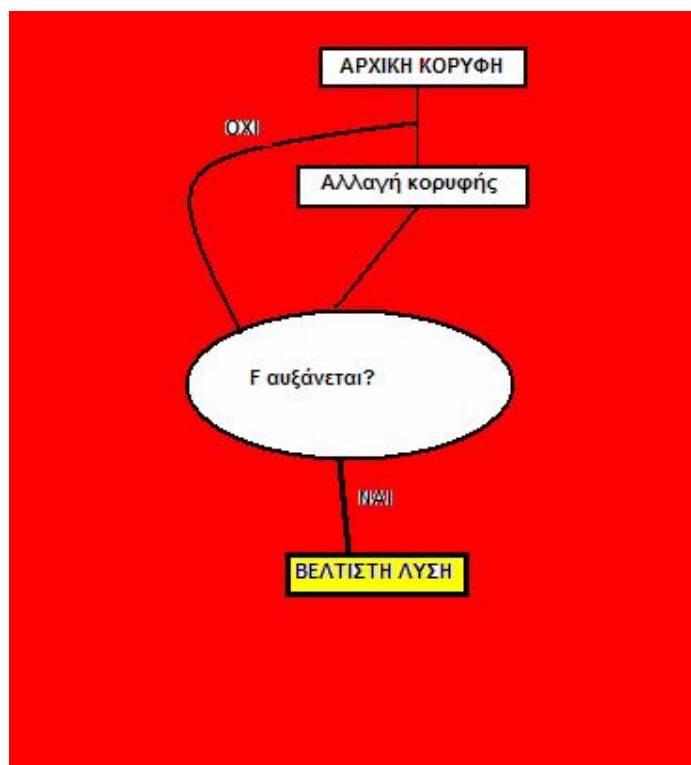 ΑΡΧΙΚΗ ΚΟΡΥΦΗ
ΟΧΙ
Αλλαγή κορυφής
F αυξάνεται?
ΝΑΙ
ΒΕΛΤΙΣΤΗ ΛΥΣΗ